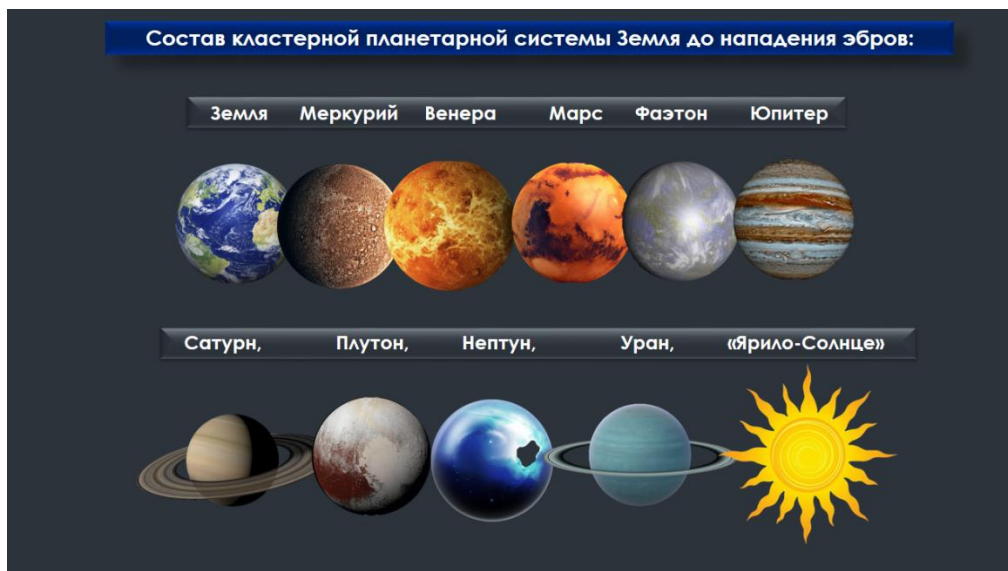 Состав кластерной планетарной системы Земля до нападения эбров:
Земля Меркурий Венера Марс Фаэтон Юпитер
Сатурн, Плутон, Нептун, Уран, «Ярило-Солнце»